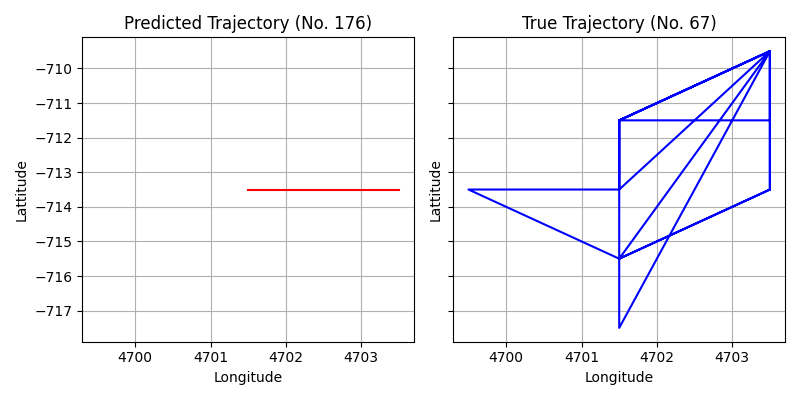 Predicted Trajectory (No. 176)
True Trajectory (No. 67)
−710
−711
−712
−713
−714
−715
−716
−717
Lattitude
Lattitude
4700 4701 4702 4703
4700 4701 4702 4703
Longitude
Longitude